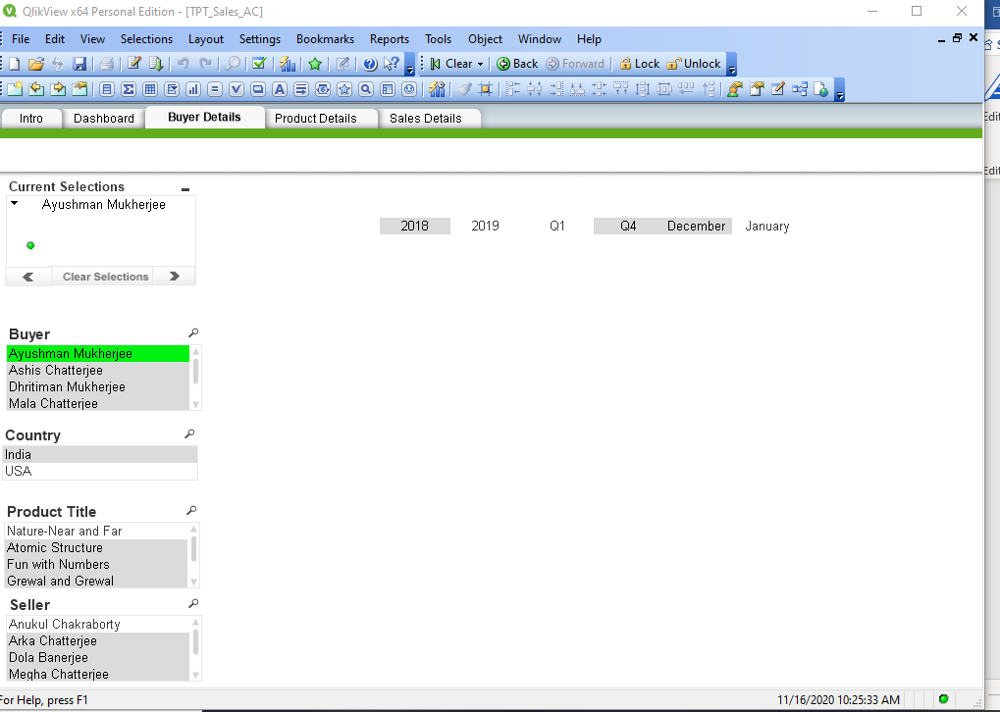 QlikView x64 Personal Edition - [TPT_Sales_AC]
File Edit View Selections Layout Settings Bookmarks Reports Tools Object Window Help
Clear Back Forward Lock Unlock
Intro Dashboard Buyer Details Product Details Sales Details
Current Selections
Ayushman Mukherjee
Clear Selections
2018 2019 Q1 Q4 December January
Buyer
Ayushman Mukherjee
Ashis Chatterjee
Dhritiman Mukherjee
Mala Chatterjee
Country
India
USA
Product Title
Nature-Near and Far
Atomic Structure
Fun with Numbers
Grewal and Grewal
Seller
Anukul Chakraborty
Arka Chatterjee
Dola Banerjee
Megha Chatterjee
For Help, press F1
11/16/2020 10:25:33 AM